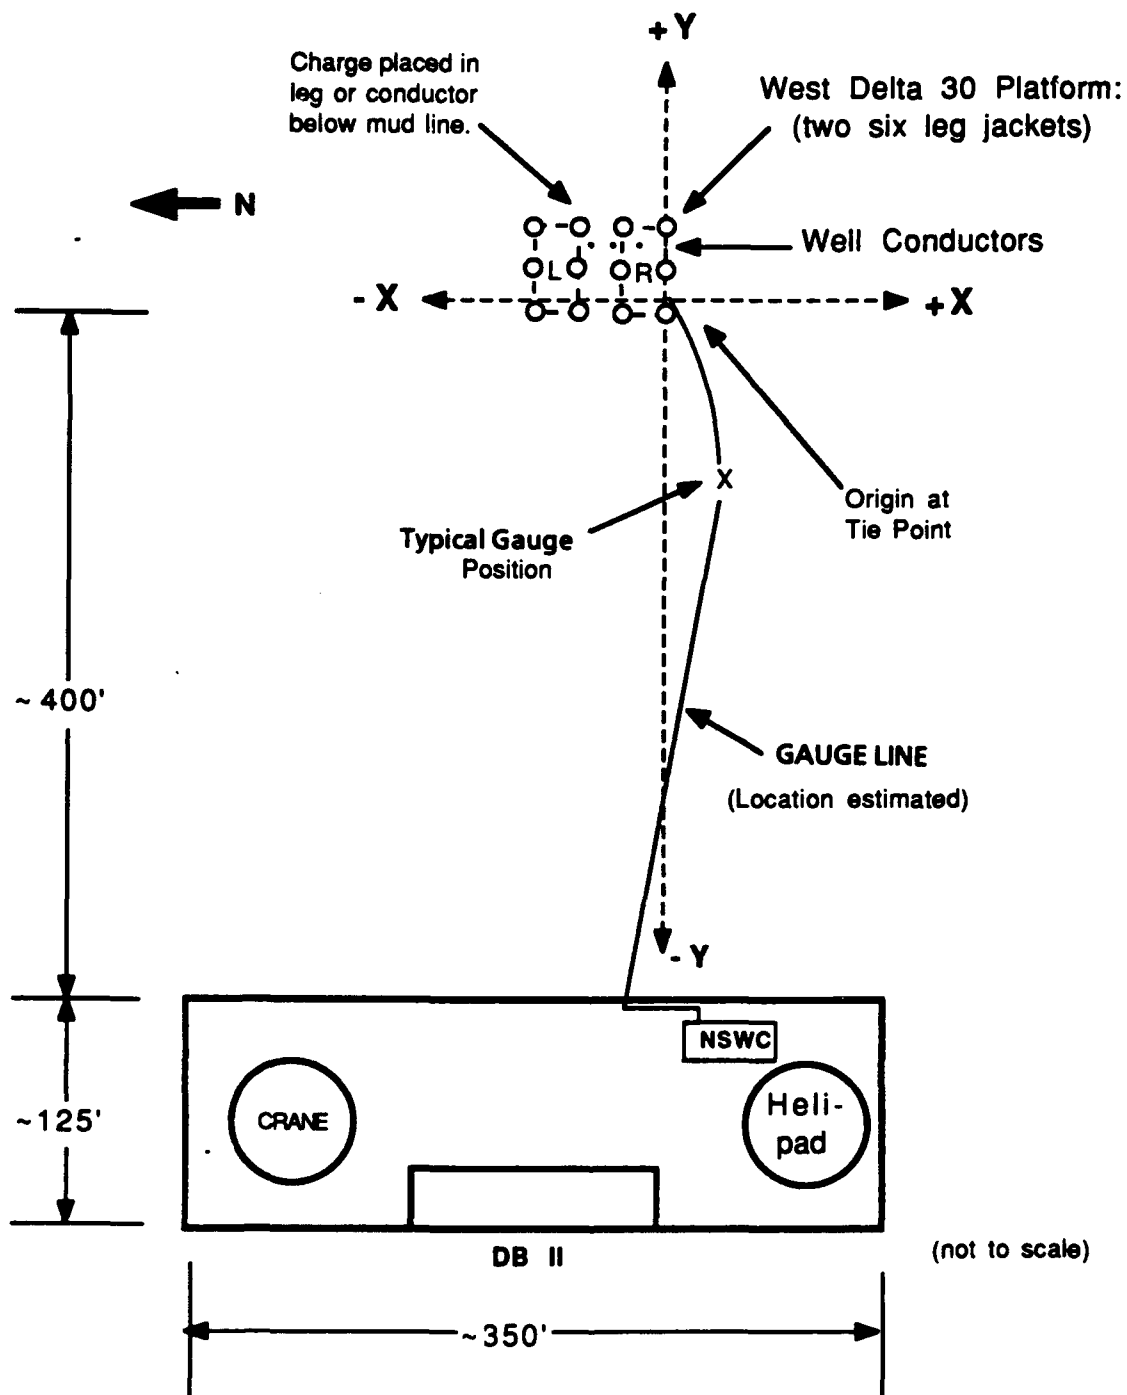 +Y
Charge placed in
leg or conductor
below mud line.
West Delta 30 Platform:
(two six leg jackets)
N
Well Conductors
L
R
- X
+X
X
Origin at
Tie Point
Typical Gauge
Position
~ 400'
GAUGE LINE
(Location estimated)
- Y
NSWC
~125'
CRANE
Heli-
pad
DB II
(not to scale)
~350'